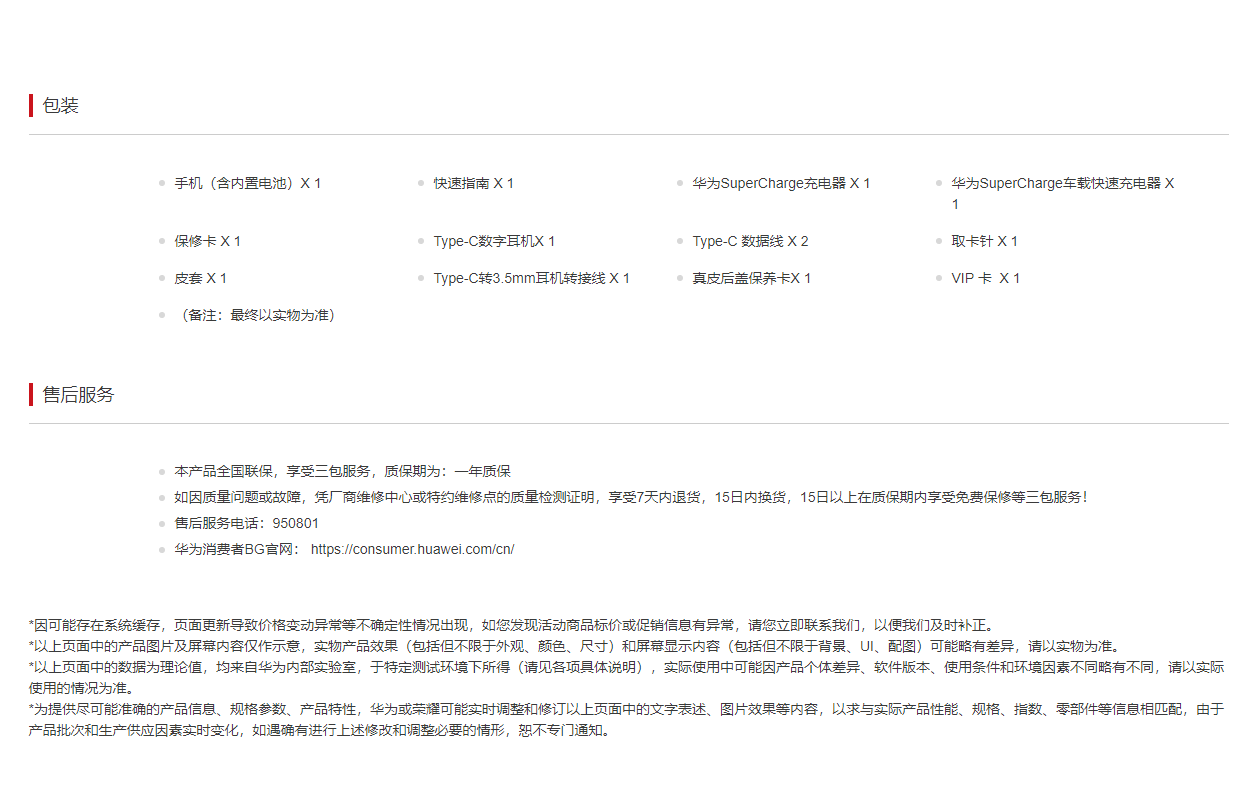 包装
手机（含内置电池）X 1
快速指南 X 1
华为SuperCharge充电器 X 1
华为SuperCharge车载快速充电器 X
1
保修卡 X 1
Type-C数字耳机X 1
Type-C 数据线 X 2
取卡针 X 1
皮套 X 1
Type-C转3.5mm耳机转接线 X 1
真皮后盖保养卡X 1
VIP 卡 X 1
（备注：最终以实物为准）
售后服务
本产品全国联保，享受三包服务，质保期为：一年质保
如因质量问题或故障，凭厂商维修中心或特约维修点的质量检测证明，享受7天内退货，15日内换货，15日以上在质保期内享受免费保修等三包服务！
售后服务电话：950801
华为消费者BG官网： https://consumer.huawei.com/cn/
*因可能存在系统缓存，页面更新导致价格变动异常等不确定性情况出现，如您发现活动商品标价或促销信息有异常，请您立即联系我们，以便我们及时补正。
*以上页面中的产品图片及屏幕内容仅作示意，实物产品效果（包括但不限于外观、颜色、尺寸）和屏幕显示内容（包括但不限于背景、UI、配图）可能略有差异，请以实物为准。
*以上页面中的数据为理论值，均来自华为内部实验室，于特定测试环境下所得（请见各项具体说明），实际使用中可能因产品个体差异、软件版本、使用条件和环境因素不同略有不同，请以实际
使用的情况为准。
*为提供尽可能准确的产品信息、规格参数、产品特性，华为或荣耀可能实时调整和修订以上页面中的文字表述、图片效果等内容，以求与实际产品性能、规格、指数、零部件等信息相匹配，由于
产品批次和生产供应因素实时变化，如遇确有进行上述修改和调整必要的情形，恕不专门通知。